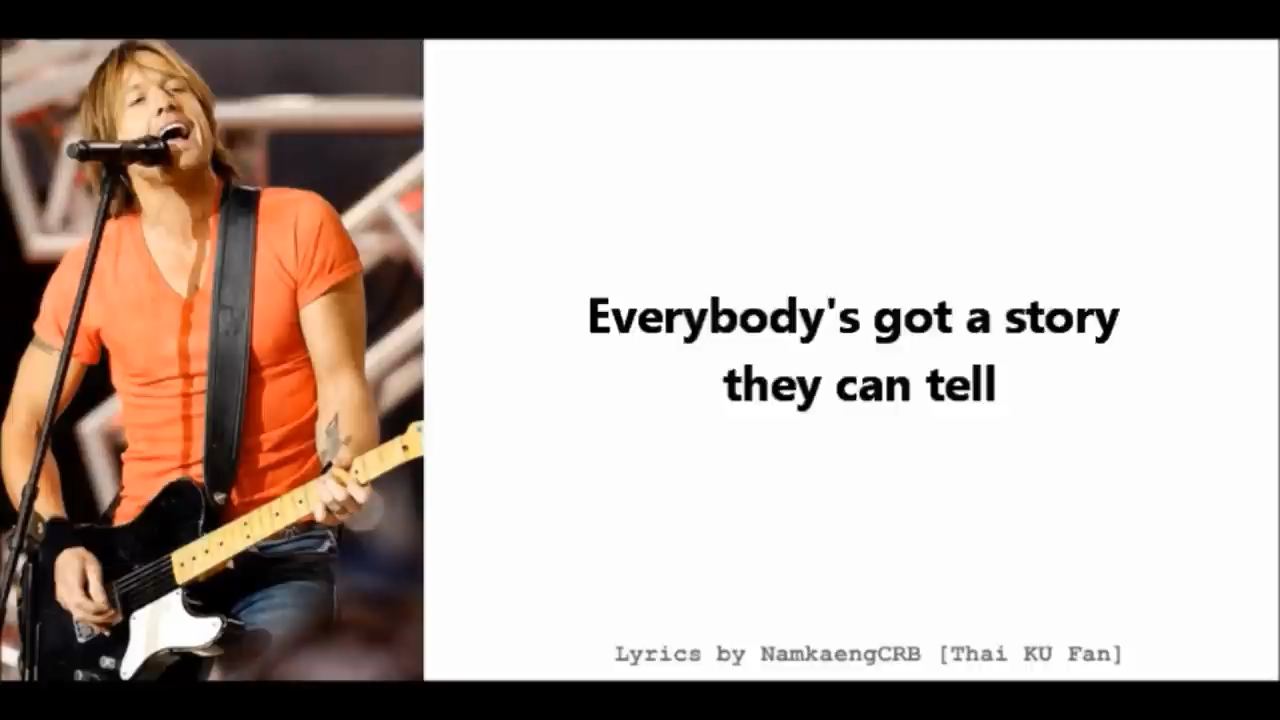 Everybody's got a story
they can tell
Lyrics by NamkaengCRB [Thai KU Fan]